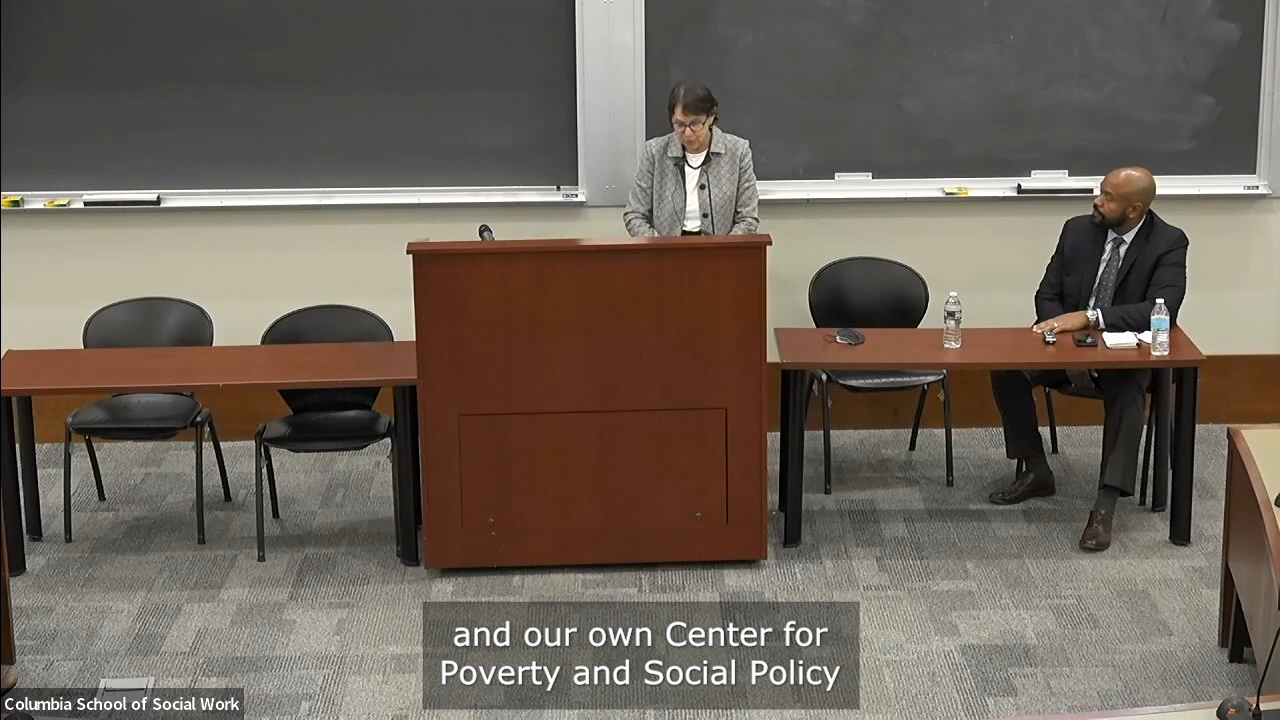 and our own Center for
Poverty and Social Policy
Columbia School of Social Work